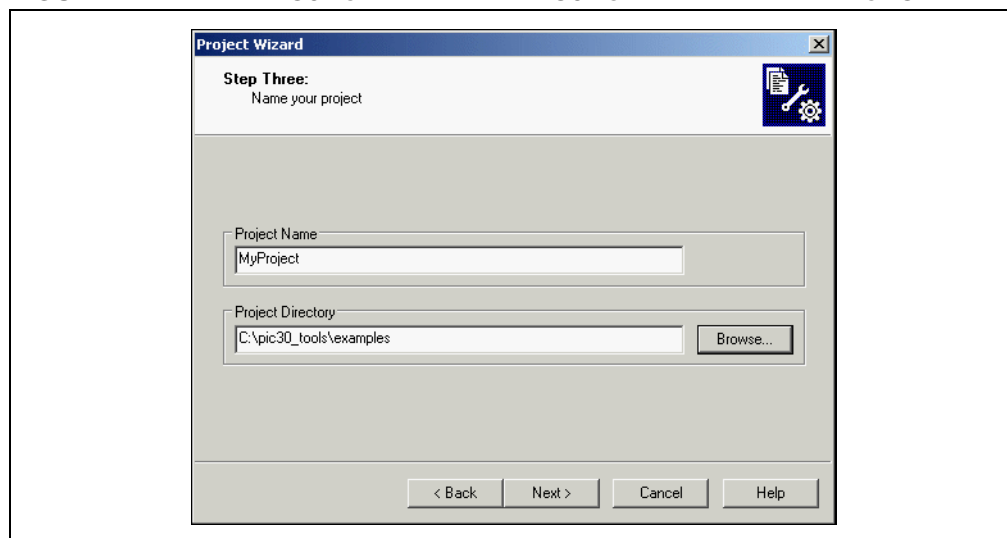 Project Wizard
Step Three:
Name your project
Project Name
MyProject
Project Directory
C:\pic30_tools\examples
Browse...
< Back
Next >
Cancel
Help